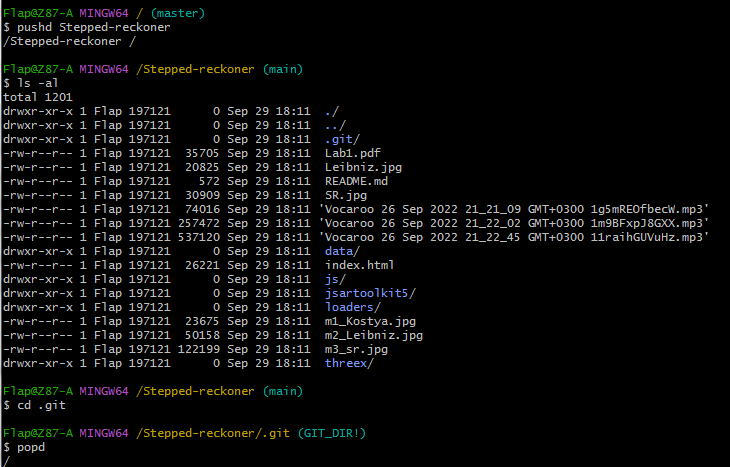 Flap@Z87-A MINGW64 / (master)
$ pushd Stepped-reckoner
/Stepped-reckoner /
Flap@Z87-A MINGW64 /Stepped-reckoner (main)
$ ls -al
total 1201
drwxr-xr-x 1 Flap 197121 0 Sep 29 18:11 ./
drwxr-xr-x 1 Flap 197121 0 Sep 29 18:11 ../
drwxr-xr-x 1 Flap 197121 0 Sep 29 18:11 .git/
-rw-r--r-- 1 Flap 197121 35705 Sep 29 18:11 Lab1.pdf
-rw-r--r-- 1 Flap 197121 20825 Sep 29 18:11 Leibniz.jpg
-rw-r--r-- 1 Flap 197121 572 Sep 29 18:11 README.md
-rw-r--r-- 1 Flap 197121 30909 Sep 29 18:11 SR.jpg
-rw-r--r-- 1 Flap 197121 74016 Sep 29 18:11 'Vocaroo 26 Sep 2022 21_21_09 GMT+0300 1g5mREOfbecW.mp3'
-rw-r--r-- 1 Flap 197121 257472 Sep 29 18:11 'Vocaroo 26 Sep 2022 21_22_02 GMT+0300 1m9BFxpJ8GXX.mp3'
-rw-r--r-- 1 Flap 197121 537120 Sep 29 18:11 'Vocaroo 26 Sep 2022 21_22_45 GMT+0300 11raihGUVuHz.mp3'
drwxr-xr-x 1 Flap 197121 0 Sep 29 18:11 data/
-rw-r--r-- 1 Flap 197121 26221 Sep 29 18:11 index.html
drwxr-xr-x 1 Flap 197121 0 Sep 29 18:11 js/
drwxr-xr-x 1 Flap 197121 0 Sep 29 18:11 jsartoolkit5/
drwxr-xr-x 1 Flap 197121 0 Sep 29 18:11 loaders/
-rw-r--r-- 1 Flap 197121 23675 Sep 29 18:11 m1_Kostya.jpg
-rw-r--r-- 1 Flap 197121 50158 Sep 29 18:11 m2_Leibniz.jpg
-rw-r--r-- 1 Flap 197121 122199 Sep 29 18:11 m3_sr.jpg
drwxr-xr-x 1 Flap 197121 0 Sep 29 18:11 threex/
Flap@Z87-A MINGW64 /Stepped-reckoner (main)
$ cd .git
Flap@Z87-A MINGW64 /Stepped-reckoner/.git (GIT_DIR!)
$ popd
/